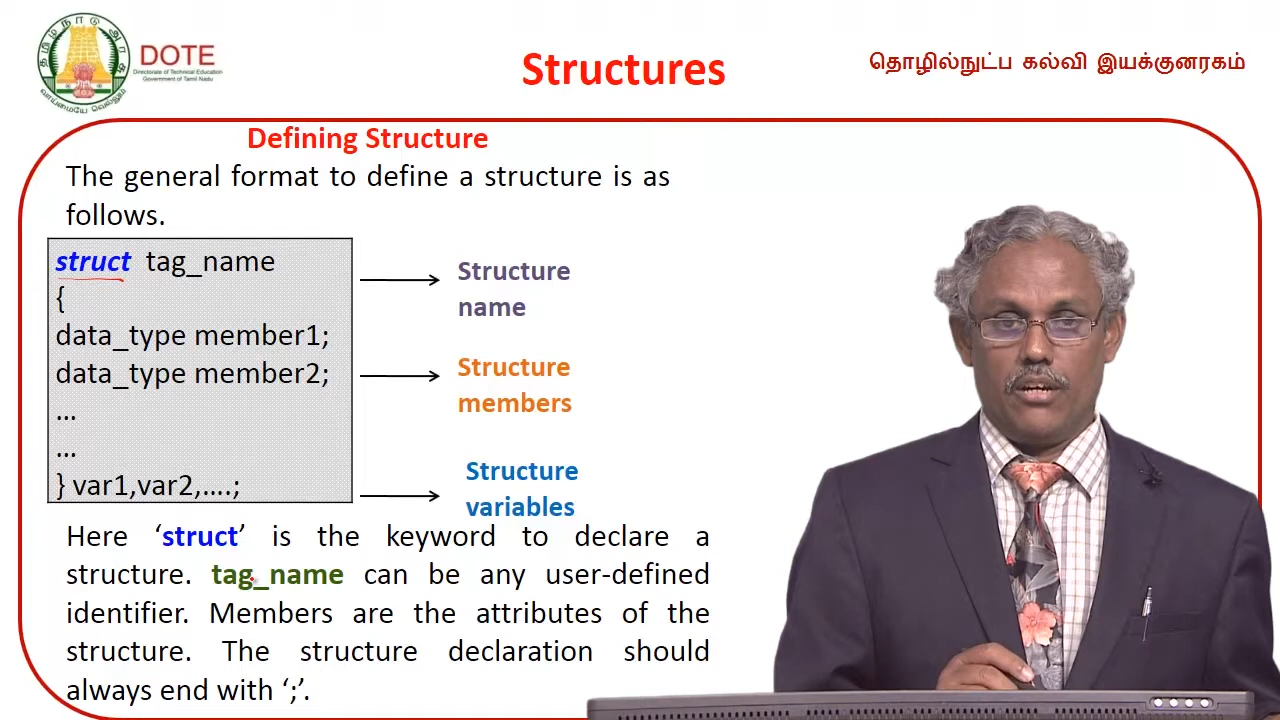 தமிழ்நாடு அரசு
வாய்மையே வெல்லும்
DOTE
Directorate of Technical Education
Government of Tamil Nadu
Structures
தொழில்நுட்ப கல்வி இயக்குனரகம்
Defining Structure
The general format to define a structure is as
follows.
struct tag_name
{
data_type member1;
data_type member2;
...
...
} var1,var2,....;
Structure
name
Structure
members
Structure
variables
Here ‘struct’ is the keyword to declare a
structure. tag_name can be any user-defined
identifier. Members are the attributes of the
structure. The structure declaration should
always end with ‘;’.